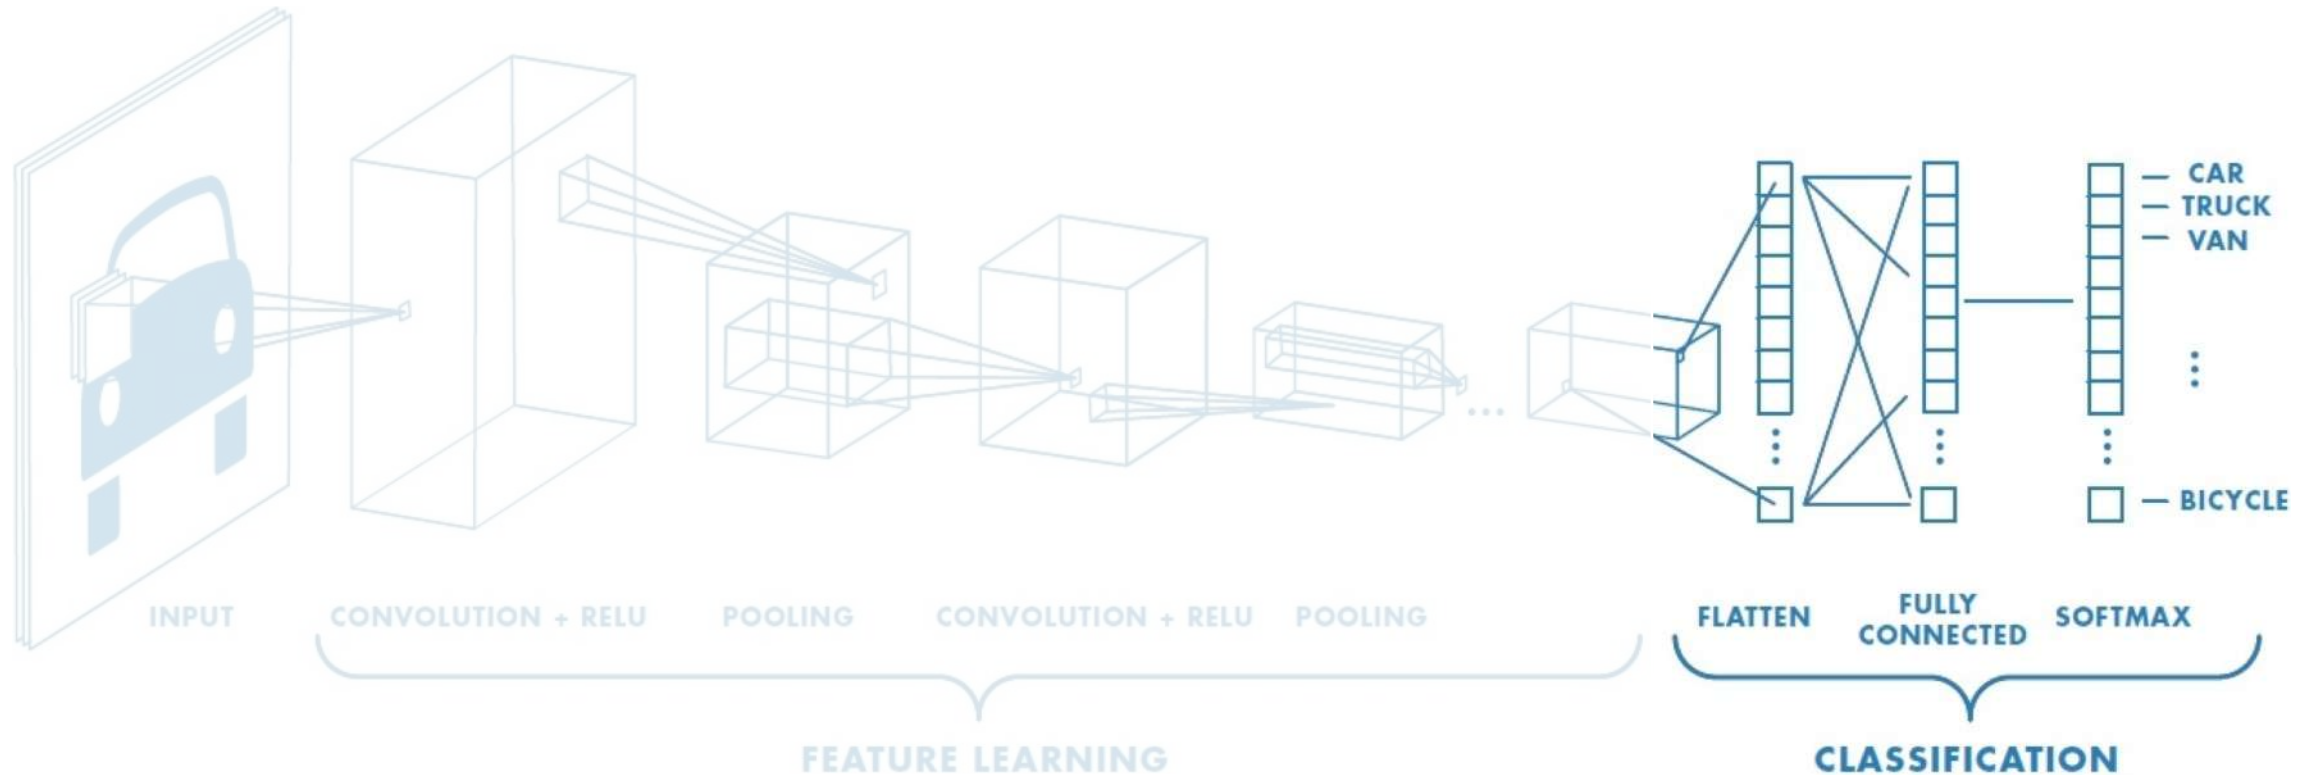 CAR
TRUCK
VAN
BICYCLE
INPUT
CONVOLUTION + RELU
POOLING
CONVOLUTION + RELU
POOLING
FLATTEN
FULLY
CONNECTED
SOFTMAX
FEATURE LEARNING
CLASSIFICATION